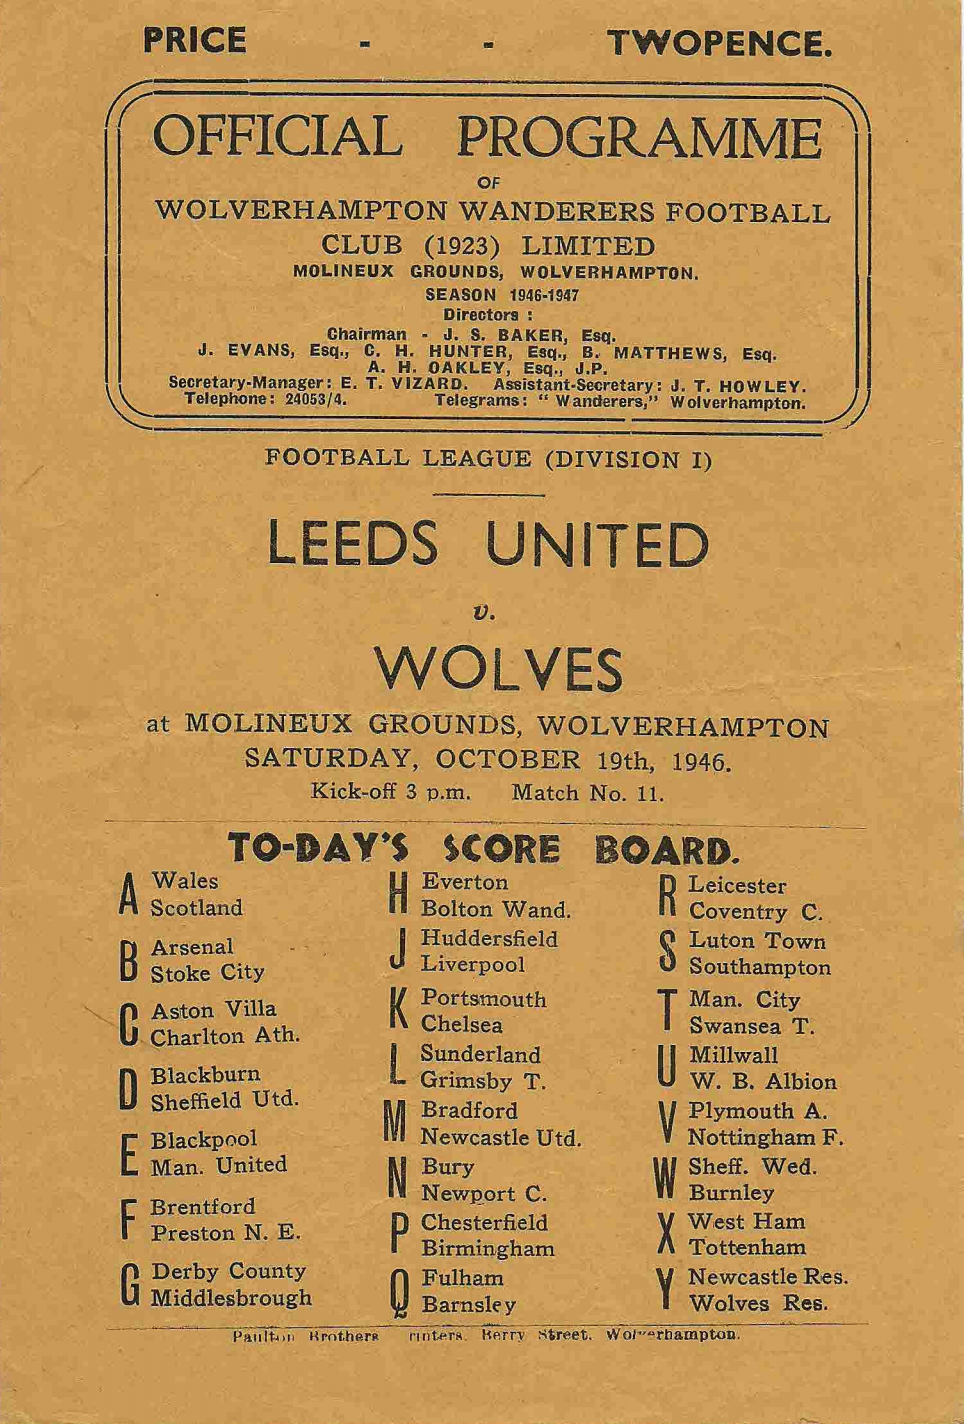 PRICE - - TWOPENCE.
OFFICIAL PROGRAMME
OF
WOLVERHAMPTON WANDERERS FOOTBALL
CLUB (1923) LIMITED
MOLINEUX GROUNDS, WOLVERHAMPTON.
SEASON 1946-1947
Directors :
Chairman - J. S. BAKER, Esq.
J. EVANS, Esq., C. H. HUNTER, Esq., B. MATTHEWS, Esq.
A. H. OAKLEY, Esq., J.P.
Secretary-Manager: E. T. VIZARD. Assistant-Secretary: J. T. HOWLEY.
Telephone: 24053/4. Telegrams: “ Wanderers,” Wolverhampton.
FOOTBALL LEAGUE (DIVISION I)
LEEDS UNITED
v.
WOLVES
at MOLINEUX GROUNDS, WOLVERHAMPTON
SATURDAY, OCTOBER 19th, 1946.
Kick-off 3 p.m. Match No. 11.
TO-DAY'S SCORE BOARD.
A Wales
Scotland
B Arsenal
Stoke City
C Aston Villa
Charlton Ath.
D Blackburn
Sheffield Utd.
E Blackpool
Man. United
F Brentford
Preston N. E.
G Derby County
Middlesbrough
H Everton
Bolton Wand.
J Huddersfield
Liverpool
K Portsmouth
Chelsea
L Sunderland
Grimsby T.
M Bradford
Newcastle Utd.
N Bury
Newport C.
P Chesterfield
Birmingham
Q Fulham
Barnsley
R Leicester
Coventry C.
S Luton Town
Southampton
T Man. City
Swansea T.
U Millwall
W. B. Albion
V Plymouth A.
Nottingham F.
W Sheff. Wed.
Burnley
X West Ham
Tottenham
Y Newcastle Res.
Wolves Res.
Brothers Berry Street, Wolverhampton.